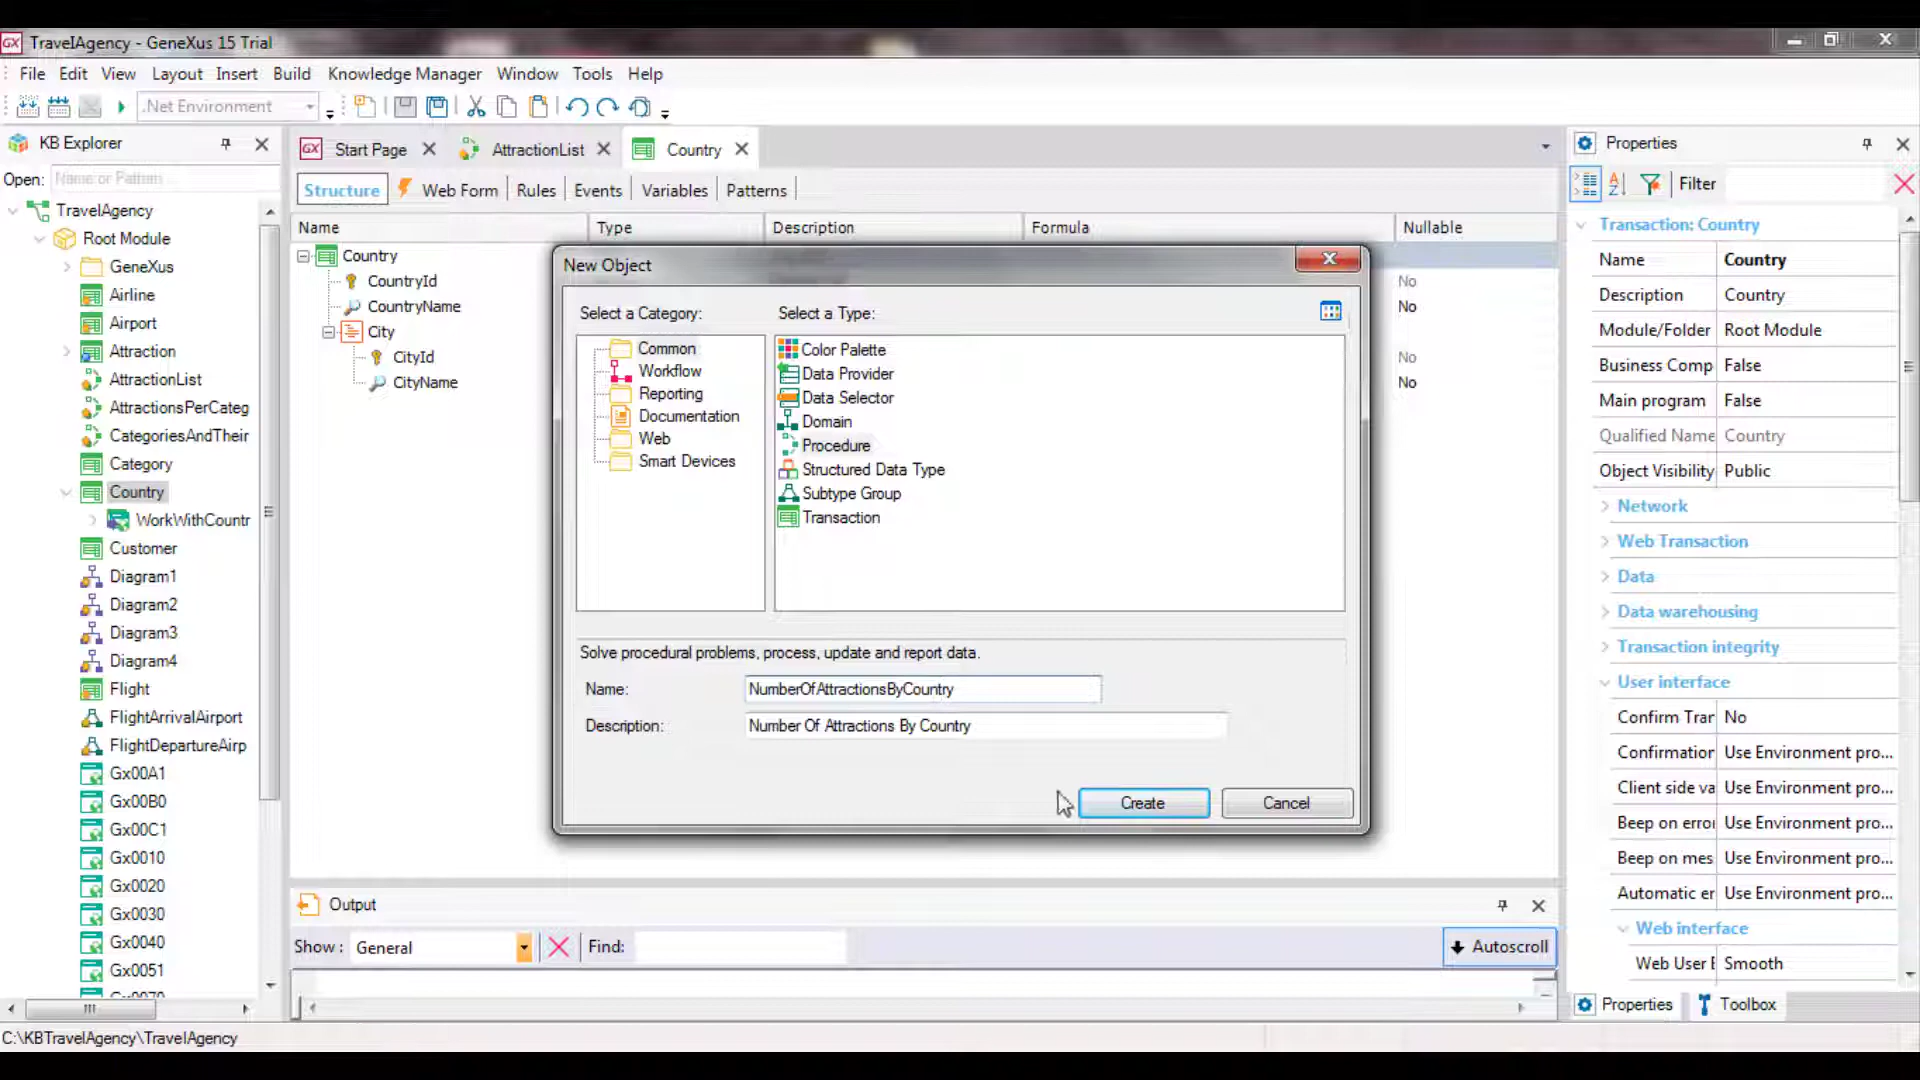 TravelAgency - GeneXus 15 Trial
File Edit View Layout Insert Build Knowledge Manager Window Tools Help
.Net Environment
KB Explorer
Open: Name or Pattern...
TravelAgency
Root Module
GeneXus
Airline
Airport
Attraction
AttractionList
AttractionsPerCateg
CategoriesAndTheir
Category
Country
WorkWithCountr
Customer
Diagram1
Diagram2
Diagram3
Diagram4
Flight
FlightArrivalAirport
FlightDepartureAirp
Gx00A1
Gx00B0
Gx00C1
Gx0010
Gx0020
Gx0030
Gx0040
Gx0051
Start Page AttractionList Country
Structure Web Form Rules Events Variables Patterns
Name Type Description Formula Nullable
Country
CountryId No
CountryName No
City
CityId No
CityName No
New Object
Select a Category:
Common
Workflow
Reporting
Documentation
Web
Smart Devices
Select a Type:
Color Palette
Data Provider
Data Selector
Domain
Procedure
Structured Data Type
Subtype Group
Transaction
Solve procedural problems, process, update and report data.
Name: NumberOfAttractionsByCountry
Description: Number Of Attractions By Country
Create Cancel
Output
Show: General Find: Autoscroll
Properties
Filter
Transaction: Country
Name Country
Description Country
Module/Folder Root Module
Business Comp False
Main program False
Qualified Name Country
Object Visibility Public
Network
Web Transaction
Data
Data warehousing
Transaction integrity
User interface
Confirm Trar No
Confirmation Use Environment pro...
Client side va Use Environment pro...
Beep on erro Use Environment pro...
Beep on mes Use Environment pro...
Automatic er Use Environment pro...
Web interface
Web User E Smooth
Properties Toolbox
C:\KBTravelAgency\TravelAgency